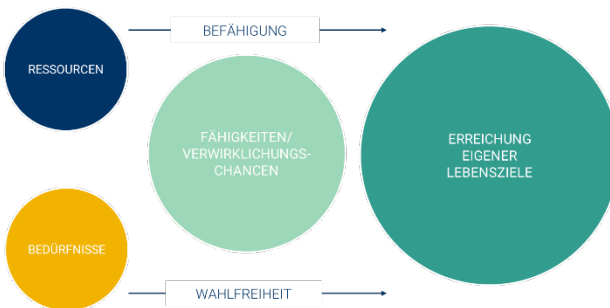 BEFÄHIGUNG
RESSOURCEN
FÄHIGKEITEN/
VERWIRKLICHUNGS-
CHANCEN
ERREICHUNG
EIGENER
LEBENSZIELE
BEDÜRFNISSE
WAHLFREIHEIT